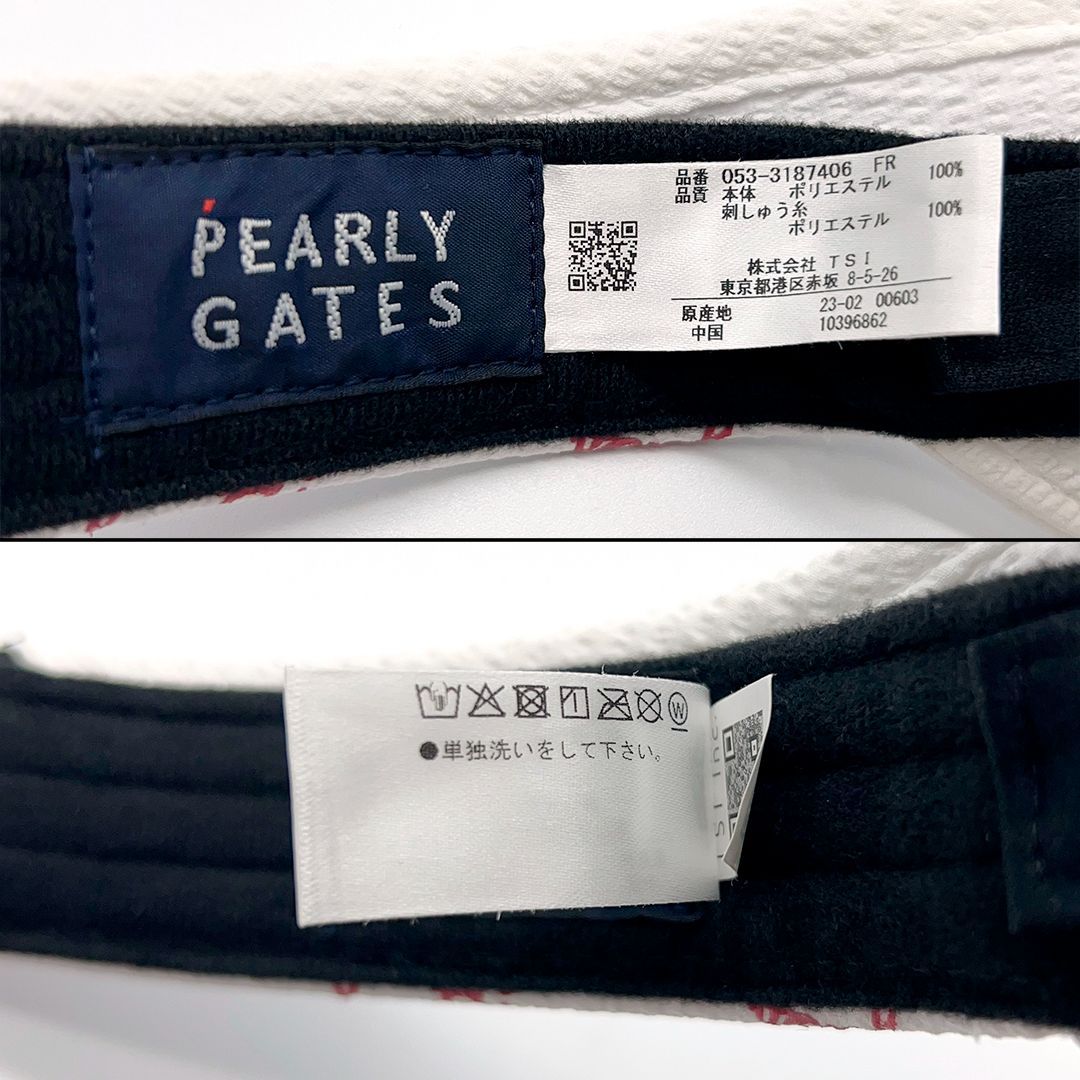 PEARLY
GATES
品番 053-3187406 FR
品質 本体 ポリエステル 100%
刺しゅう糸
ポリエステル 100%
株式会社 TSI
東京都港区赤坂 8-5-26
23-02 00603
原産地
10396862
中国
W
●単独洗いをして下さい。